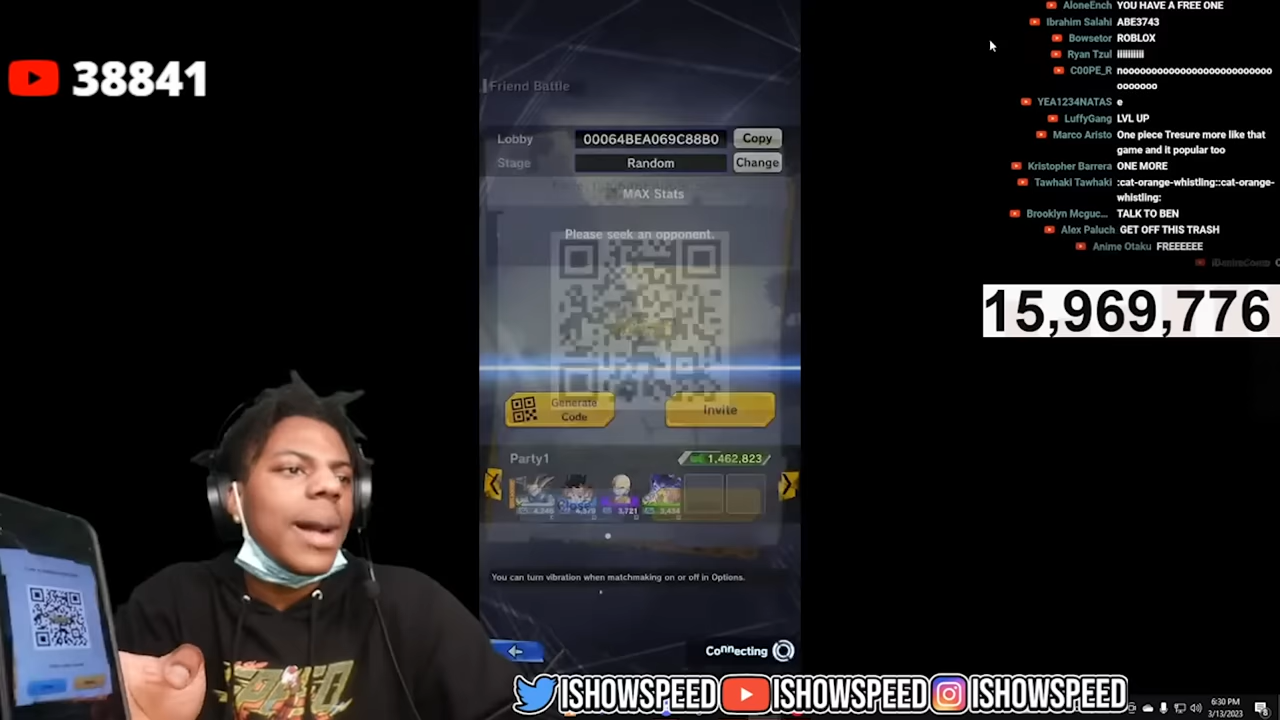 38841
Friend Battle
Lobby 00064BEA069C88B0 Copy
Stage Random Change
MAX Stats
Please seek an opponent.
Generate
Code
Invite
Party1 1,462,823
3,721
You can turn vibration when matchmaking on or off in Options.
Connecting
AloneEnch YOU HAVE A FREE ONE
Ibrahim Salahi ABE3743
Bowsetor ROBLOX
Ryan Tzul iiiiiiiiii
C00PE_R nooooooooooooooooooooooooo
ooooooo
YEA1234NATAS e
LuffyGang LVL UP
Marco Aristo One piece Tresure more like that
game and it popular too
Kristopher Barrera ONE MORE
Tawhaki Tawhaki :cat-orange-whistling::cat-orange-
whistling:
Brooklyn Mcguc... TALK TO BEN
Alex Paluch GET OFF THIS TRASH
Anime Otaku FREEEEEE
15,969,776
ISHOWSPEED ISHOWSPEED ISHOWSPEED
6:30 PM
3/13/2023